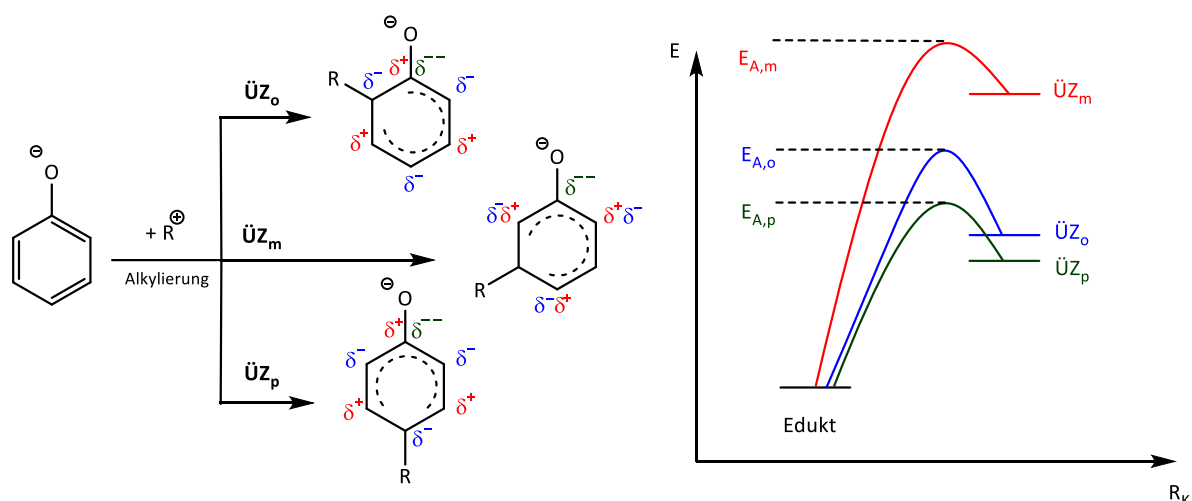 ⊖
O
+ R⊕
Alkylierung
ÜZo
⊖
O
R
δ− δ+ δ−− δ−
δ+ δ+
δ−
ÜZm
⊖
O
δ−−
δ−δ+ δ+δ−
R
δ−δ+
ÜZp
⊖
O
δ+ δ−−
δ− δ−
δ+ δ+
δ−
R
E
EA,m
ÜZm
EA,o
EA,p
ÜZo
ÜZp
Edukt
RK